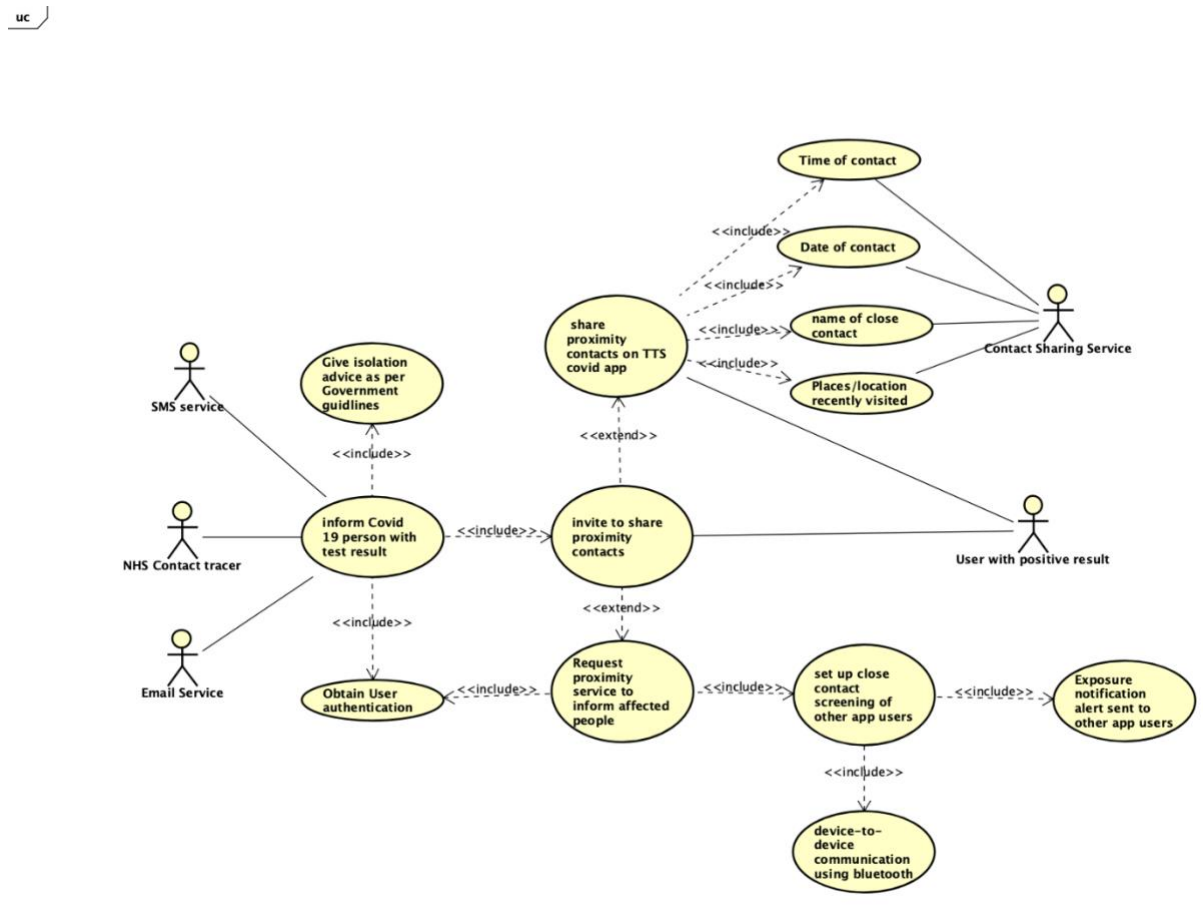 uc
Time of contact
<<include>>
Date of contact
<<include>>
share
proximity
contacts on TTS
covid app
<<include>>
name of close
contact
Contact Sharing Service
<<include>>
Places/location
recently visited
SMS service
Give isolation
advice as per
Government
guidlines
<<include>>
<<extend>>
NHS Contact tracer
inform Covid
19 person with
test result
<<include>>
invite to share
proximity
contacts
User with positive result
<<include>>
<<extend>>
Email Service
Obtain User
authentication
<<include>>
Request
proximity
service to
inform affected
people
<<include>>
set up close
contact
screening of
other app users
<<include>>
Exposure
notification
alert sent to
other app users
<<include>>
device-to-
device
communication
using bluetooth